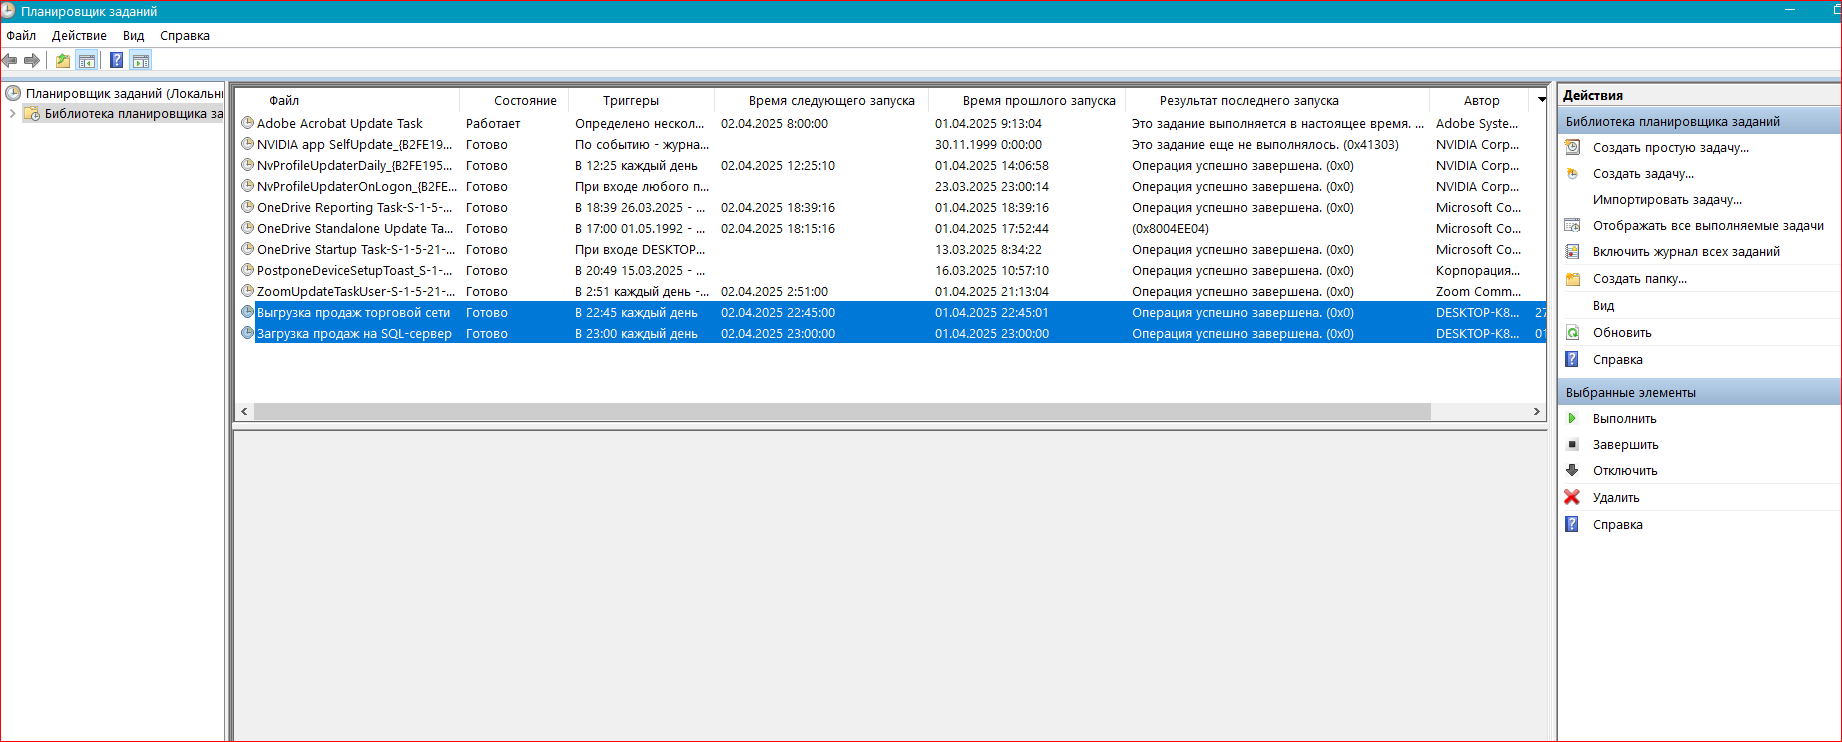 Планировщик заданий
Файл Действие Вид Справка
Планировщик заданий (Локальн
Библиотека планировщика за
Файл Состояние Триггеры Время следующего запуска Время прошлого запуска Результат последнего запуска Автор
Adobe Acrobat Update Task Работает Определено нескол... 02.04.2025 8:00:00 01.04.2025 9:13:04 Это задание выполняется в настоящее время. ... Adobe Syste...
NVIDIA app SelfUpdate_{B2FE19... Готово По событию - журна... 30.11.1999 0:00:00 Это задание еще не выполнялось. (0x41303) NVIDIA Corp...
NvProfileUpdaterDaily_{B2FE195... Готово В 12:25 каждый день 02.04.2025 12:25:10 01.04.2025 14:06:58 Операция успешно завершена. (0x0) NVIDIA Corp...
NvProfileUpdaterOnLogon_{B2FE... Готово При входе любого п... 23.03.2025 23:00:14 Операция успешно завершена. (0x0) NVIDIA Corp...
OneDrive Reporting Task-S-1-5-... Готово В 18:39 26.03.2025 - ... 02.04.2025 18:39:16 01.04.2025 18:39:16 Операция успешно завершена. (0x0) Microsoft Co...
OneDrive Standalone Update Ta... Готово В 17:00 01.05.1992 - ... 02.04.2025 18:15:16 01.04.2025 17:52:44 (0x8004EE04) Microsoft Co...
OneDrive Startup Task-S-1-5-21-... Готово При входе DESKTOP... 13.03.2025 8:34:22 Операция успешно завершена. (0x0) Microsoft Co...
PostponeDeviceSetupToast_S-1-... Готово В 20:49 15.03.2025 - ... 16.03.2025 10:57:10 Операция успешно завершена. (0x0) Корпорация...
ZoomUpdateTaskUser-S-1-5-21-... Готово В 2:51 каждый день -... 02.04.2025 2:51:00 01.04.2025 21:13:04 Операция успешно завершена. (0x0) Zoom Comm...
Выгрузка продаж торговой сети Готово В 22:45 каждый день 02.04.2025 22:45:00 01.04.2025 22:45:01 Операция успешно завершена. (0x0) DESKTOP-K8... 27
Загрузка продаж на SQL-сервер Готово В 23:00 каждый день 02.04.2025 23:00:00 01.04.2025 23:00:00 Операция успешно завершена. (0x0) DESKTOP-K8... 01
Действия
Библиотека планировщика заданий
Создать простую задачу...
Создать задачу...
Импортировать задачу...
Отображать все выполняемые задачи
Включить журнал всех заданий
Создать папку...
Вид
Обновить
Справка
Выбранные элементы
Выполнить
Завершить
Отключить
Удалить
Справка